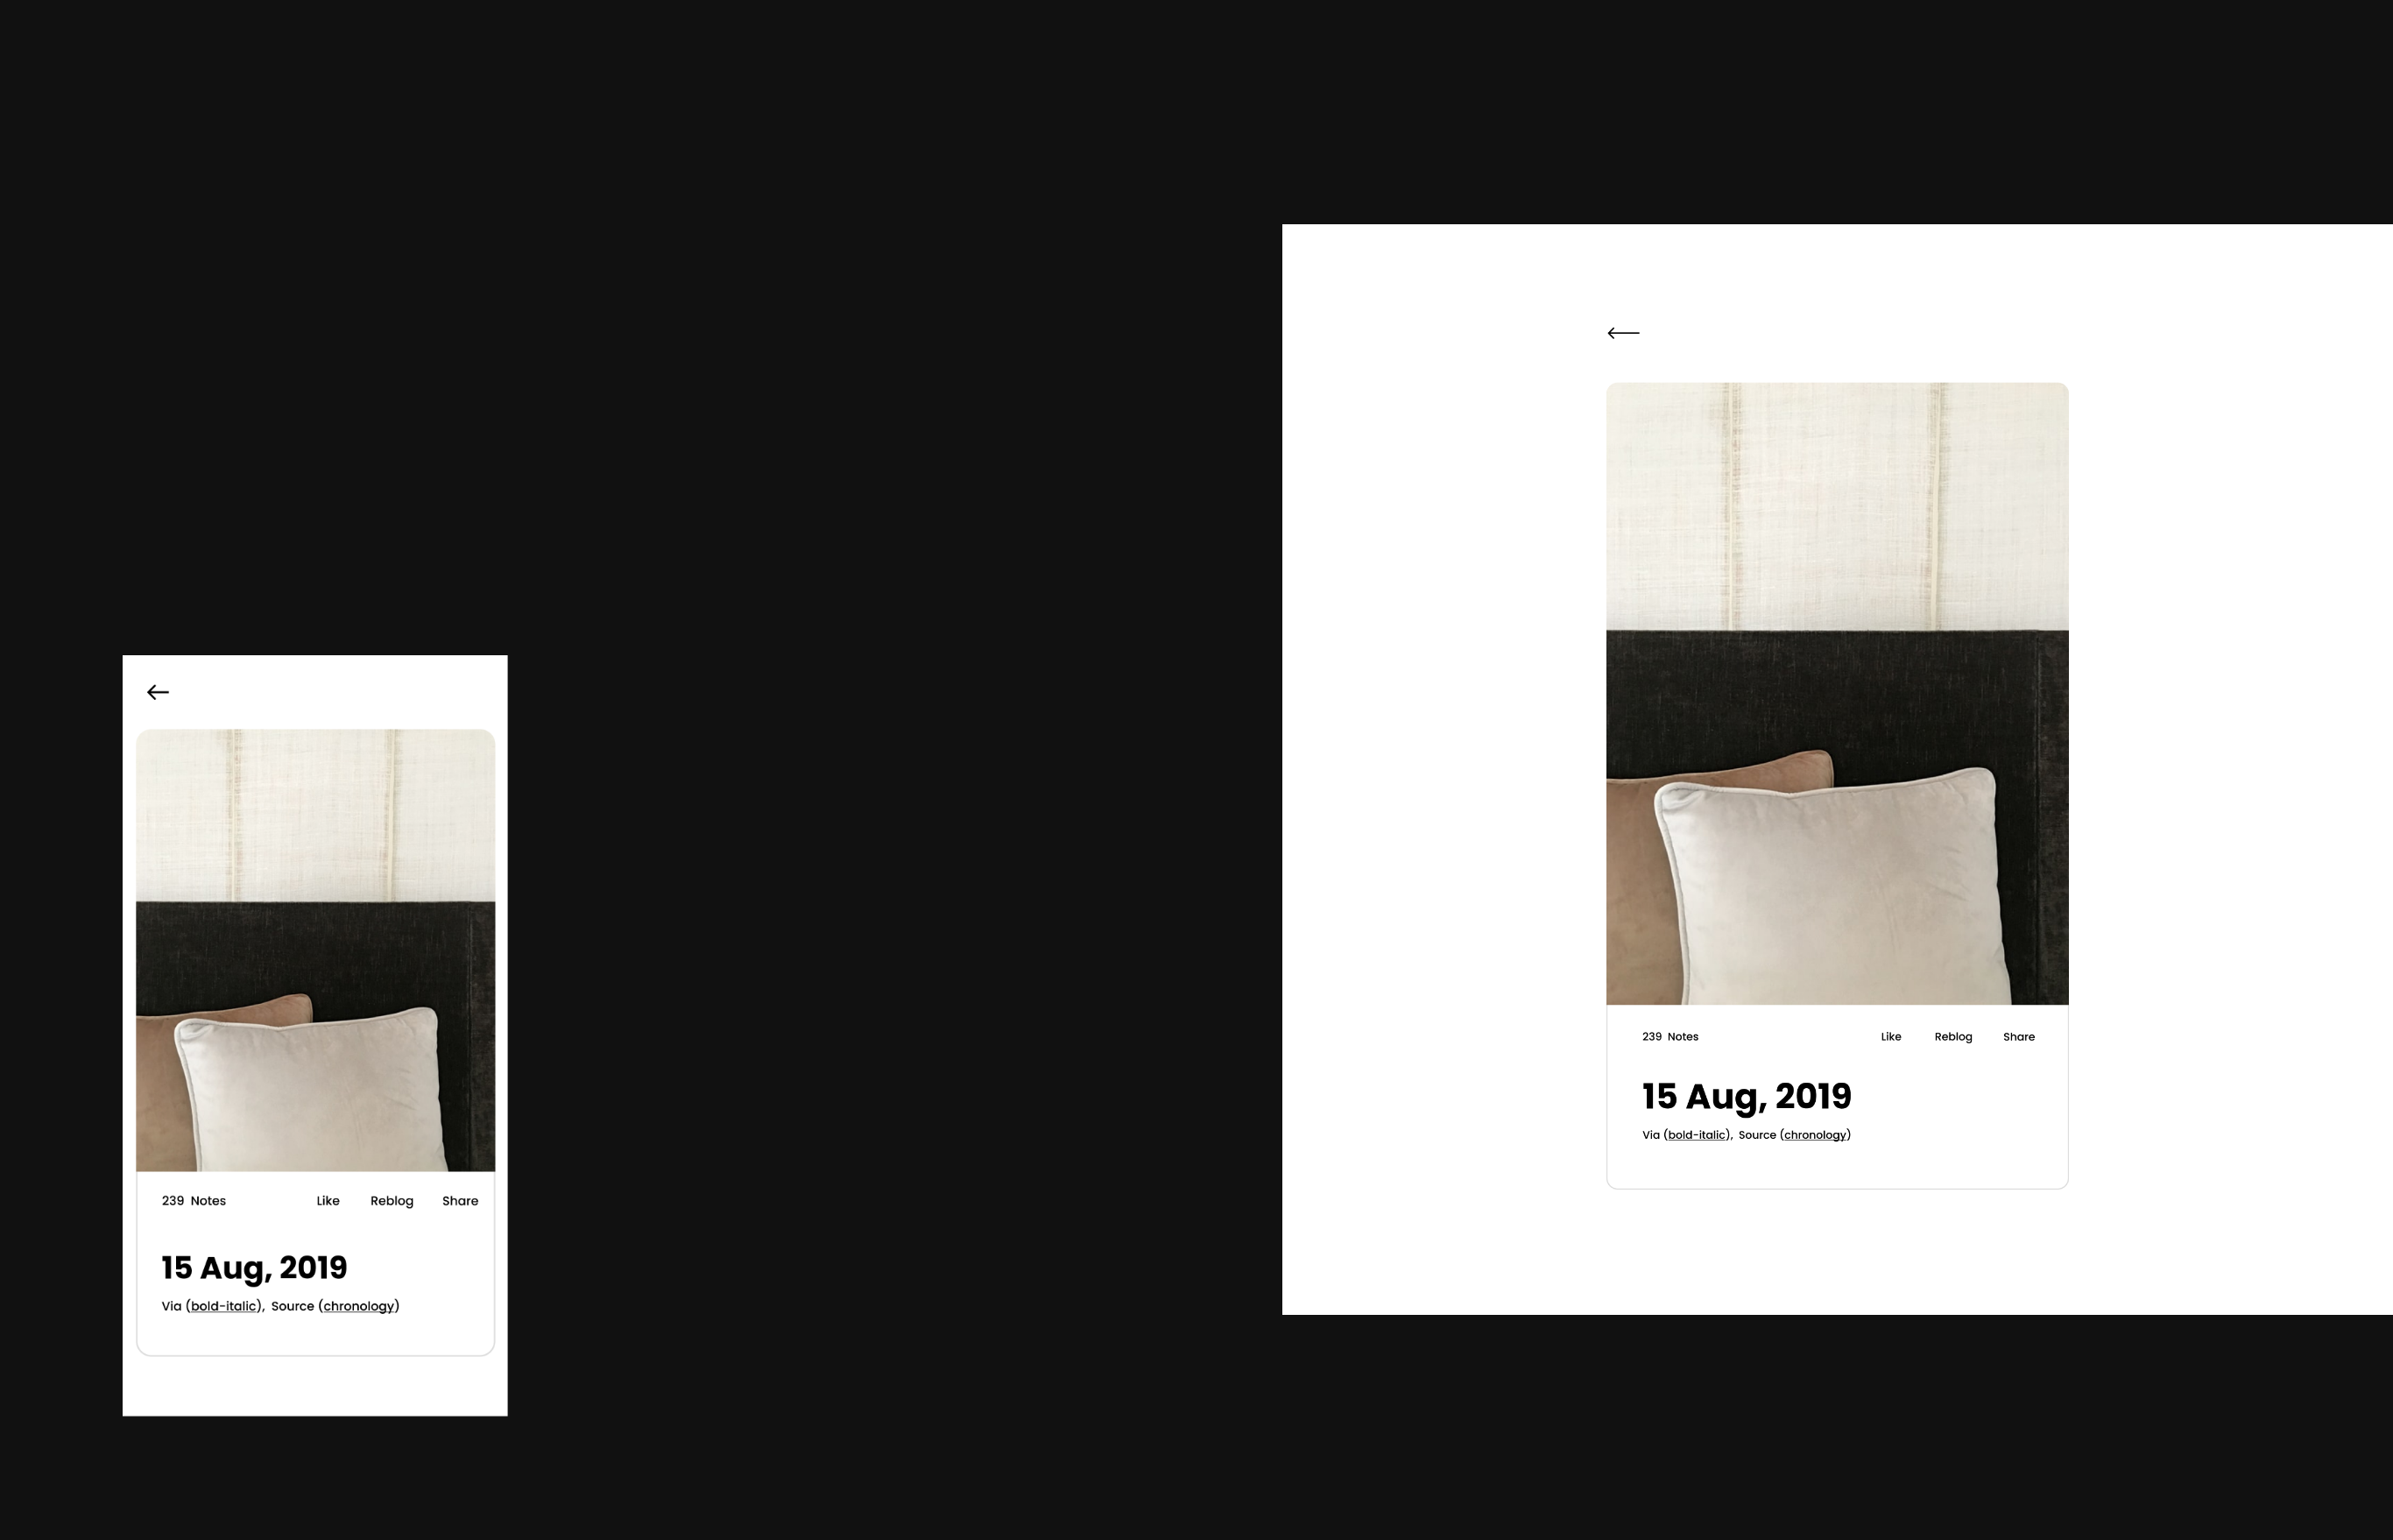 239 Notes Like Reblog Share
15 Aug, 2019
Via (bold-italic), Source (chronology)
239 Notes Like Reblog Share
15 Aug, 2019
Via (bold-italic), Source (chronology)